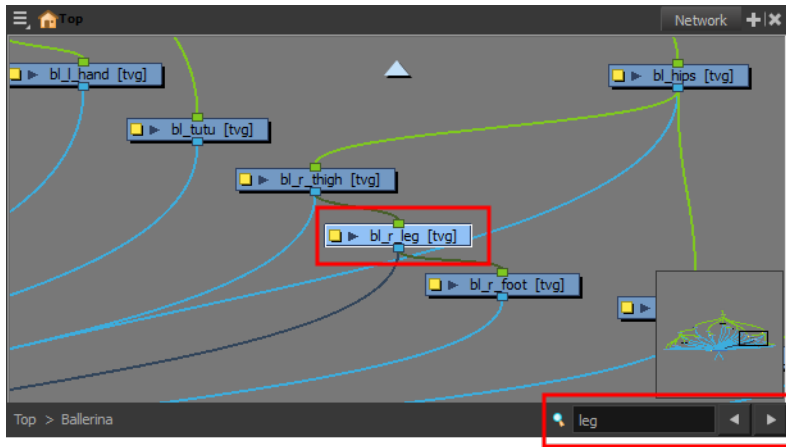 Top
Network
bl_l_hand [tvg]
bl_hips [tvg]
bl_tutu [tvg]
bl_r_thigh [tvg]
bl_r_leg [tvg]
bl_r_foot [tvg]
Top > Ballerina
leg